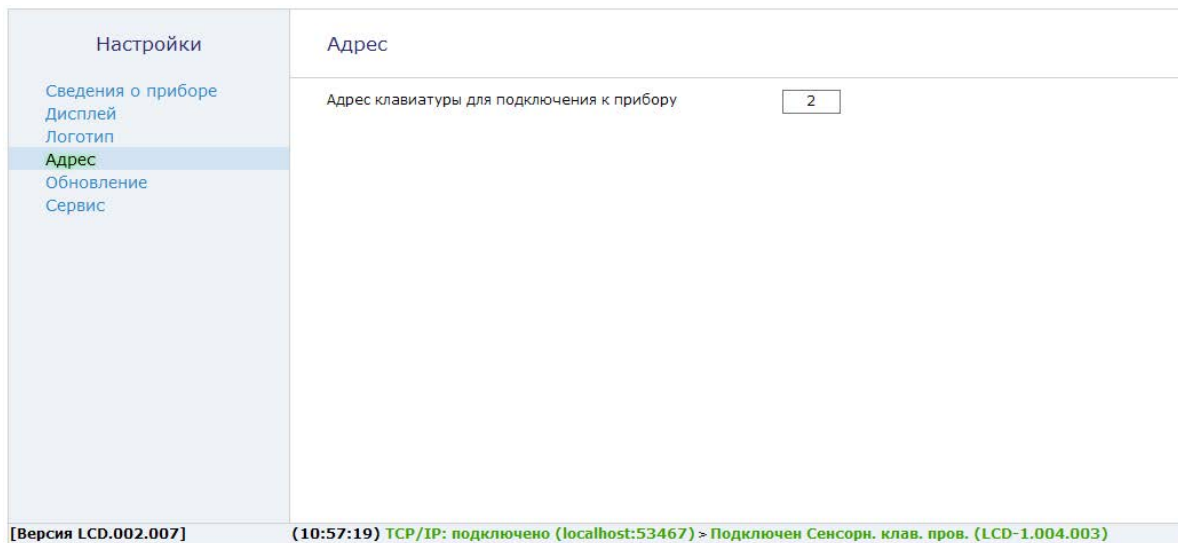 Настройки
Сведения о приборе
Дисплей
Логотип
Адрес
Обновление
Сервис
Адрес
Адрес клавиатуры для подключения к прибору 2
[Версия LCD.002.007] (10:57:19) TCP/IP: подключено (localhost:53467) > Подключен Сенсорн. клав. пров. (LCD-1.004.003)